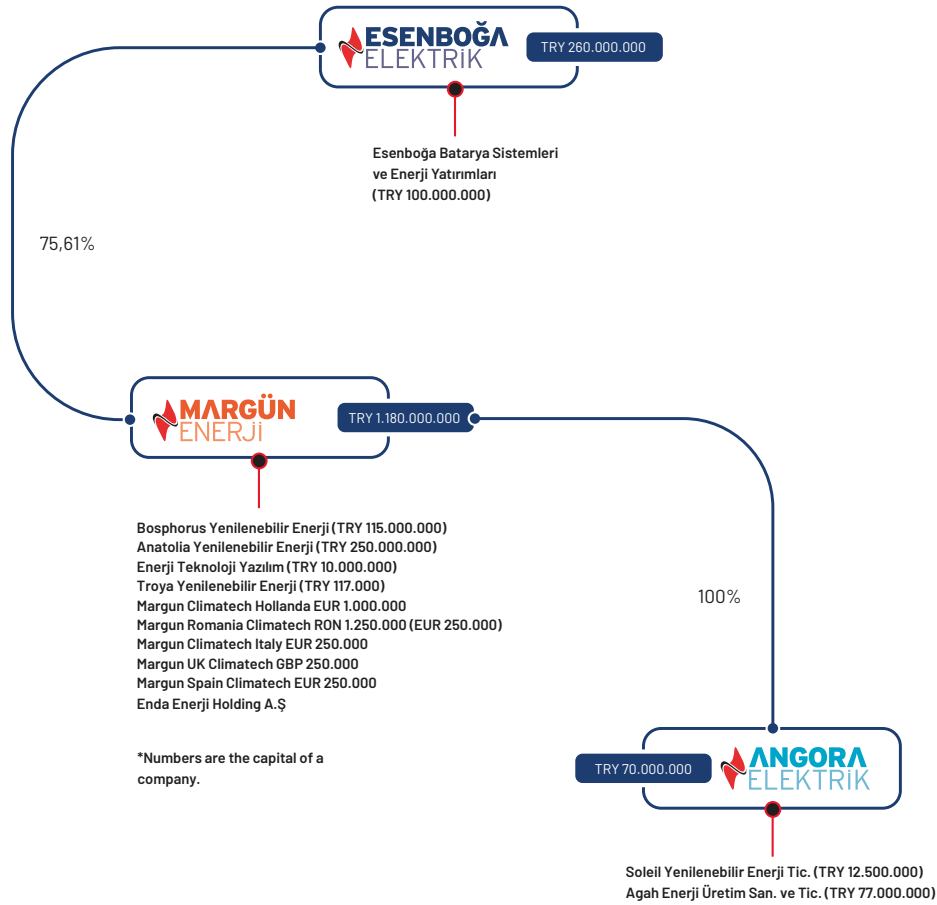 ESENBOĞA
ELEKTRİK
TRY 260.000.000
Esenboğa Batarya Sistemleri
ve Enerji Yatırımları
(TRY 100.000.000)
75,61%
MARGÜN
ENERJİ
TRY 1.180.000.000
Bosphorus Yenilenebilir Enerji (TRY 115.000.000)
Anatolia Yenilenebilir Enerji (TRY 250.000.000)
Enerji Teknoloji Yazılım (TRY 10.000.000)
Troya Yenilenebilir Enerji (TRY 117.000)
Margun Climatech Hollanda EUR 1.000.000
Margun Romania Climatech RON 1.250.000 (EUR 250.000)
Margun Climatech Italy EUR 250.000
Margun UK Climatech GBP 250.000
Margun Spain Climatech EUR 250.000
Enda Enerji Holding A.Ş
*Numbers are the capital of a
company.
100%
TRY 70.000.000
ANGORA
ELEKTRİK
Soleil Yenilenebilir Enerji Tic. (TRY 12.500.000)
Agah Enerji Üretim San. ve Tic. (TRY 77.000.000)